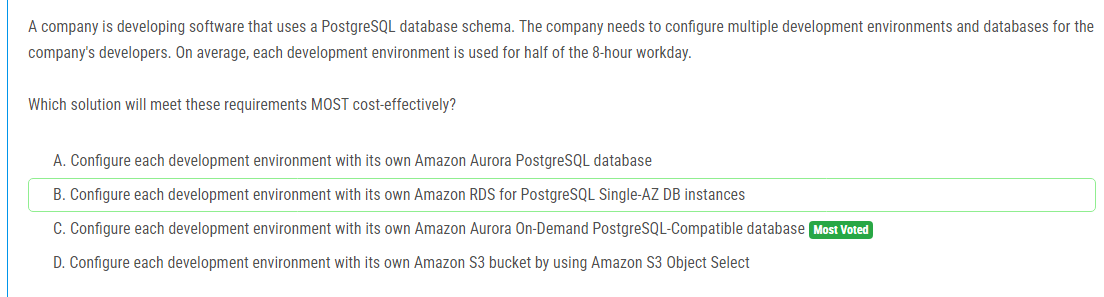 A company is developing software that uses a PostgreSQL database schema. The company needs to configure multiple development environments and databases for the
company's developers. On average, each development environment is used for half of the 8-hour workday.
Which solution will meet these requirements MOST cost-effectively?
A. Configure each development environment with its own Amazon Aurora PostgreSQL database
B. Configure each development environment with its own Amazon RDS for PostgreSQL Single-AZ DB instances
C. Configure each development environment with its own Amazon Aurora On-Demand PostgreSQL-Compatible database Most Voted
D. Configure each development environment with its own Amazon S3 bucket by using Amazon S3 Object Select